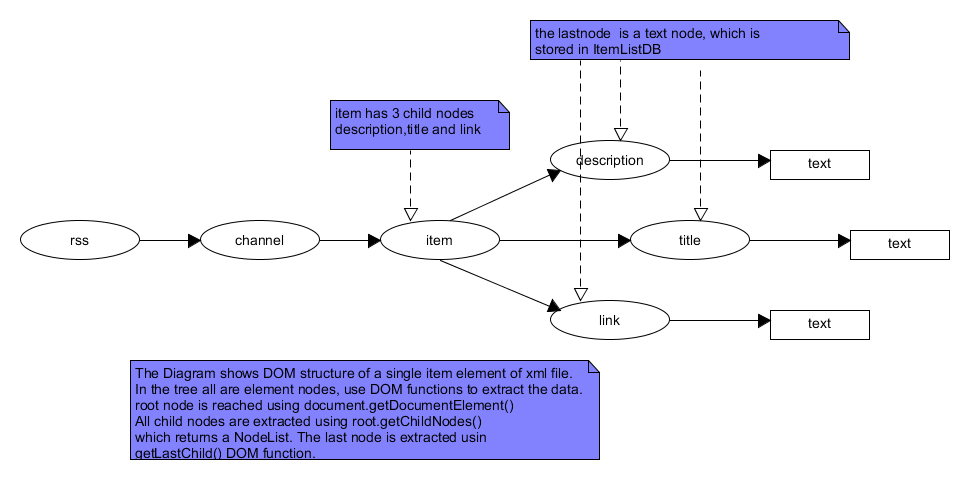 the lastnode  is a text node, which is
stored in ItemListDB
item has 3 child nodes
description,title and link
description
text
rss
channel
item
title
text
link
text
The Diagram shows DOM structure of a single item element of xml file.
In the tree all are element nodes, use DOM functions to extract the data.
root node is reached using document.getDocumentElement()
All child nodes are extracted using root.getChildNodes()
which returns a NodeList. The last node is extracted usin
getLastChild() DOM function.